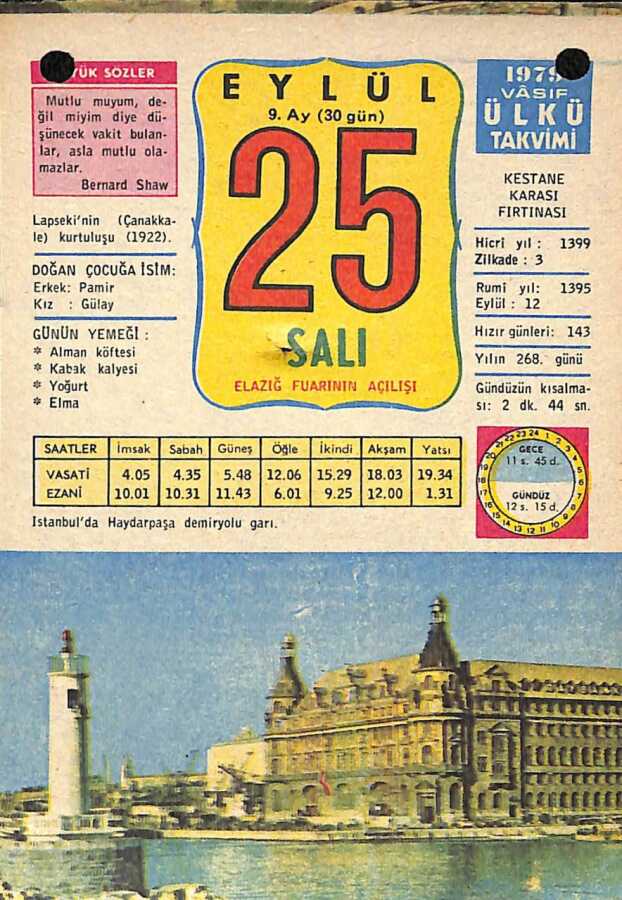 YÜK SÖZLER
Mutlu muyum, de-
ğil miyim diye dü-
şünecek vakit bulan-
lar, asla mutlu ola-
mazlar.
Bernard Shaw
Lapseki'nin (Çanakka-
le) kurtuluşu (1922).
DOĞAN ÇOCUĞA İSİM:
Erkek: Pamir
Kız : Gülay
GÜNÜN YEMEĞİ :
* Alman köftesi
* Kabak kalyesi
* Yoğurt
* Elma
EYLÜL
9. Ay (30 gün)
25
SALI
ELAZIĞ FUARININ AÇILIŞI
1979
VÂSIF
ÜLKÜ
TAKVİMİ
KESTANE
KARASI
FIRTINASI
Hicrî yıl : 1399
Zilkade : 3
Rumi yıl: 1395
Eylül : 12
Hızır günleri: 143
Yılın 268. günü
Gündüzün kısalma-
sı: 2 dk. 44 sn.
SAATLER İmsak Sabah Güneş Öğle İkindi Akşam Yatsı
VASATİ 4.05 4.35 5.48 12.06 15.29 18.03 19.34
EZANİ 10.01 10.31 11.43 6.01 9.25 12.00 1.31
GECE
11 s. 45 d.
GÜNDÜZ
12 s. 15 d.
İstanbul'da Haydarpaşa demiryolu garı.